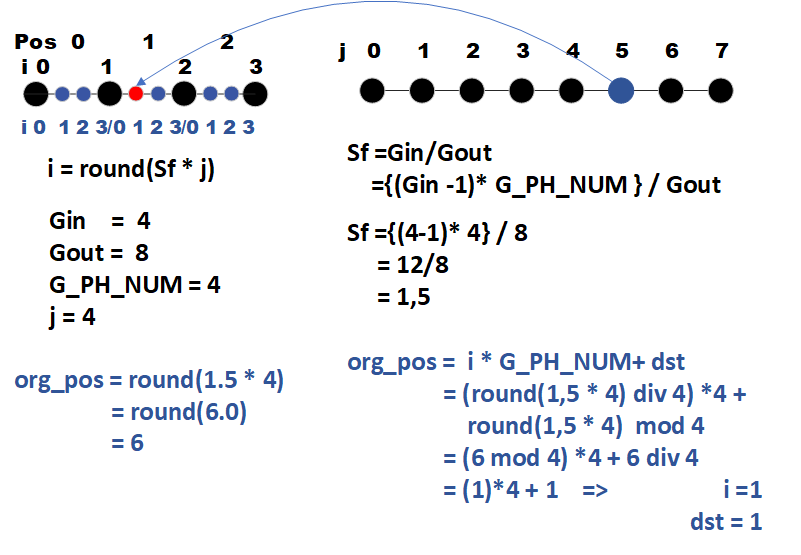 Pos 0 1 2
i 0 1 2 3
i 0 1 2 3/0 1 2 3/0 1 2 3
i = round(Sf * j)
Gin = 4
Gout = 8
G_PH_NUM = 4
j = 4
org_pos = round(1.5 * 4)
= round(6.0)
= 6
j 0 1 2 3 4 5 6 7
Sf =Gin/Gout
={(Gin -1)* G_PH_NUM } / Gout
Sf ={(4-1)* 4} / 8
= 12/8
= 1,5
org_pos = i * G_PH_NUM+ dst
= (round(1,5 * 4) div 4) *4 +
round(1,5 * 4) mod 4
= (6 mod 4) *4 + 6 div 4
= (1)*4 + 1 => i =1
dst = 1